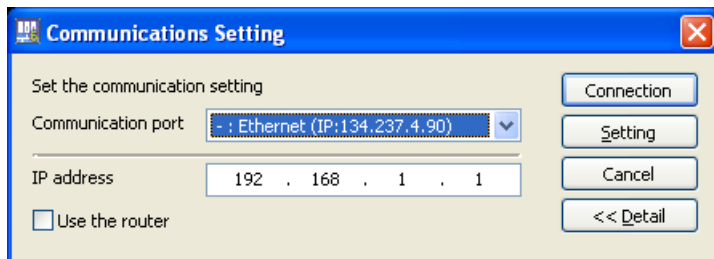 Communications Setting
Set the communication setting
Connection
Communication port
- : Ethernet (IP:134.237.4.90)
Setting
IP address
192 . 168 . 1 . 1
Cancel
Use the router
<< Detail